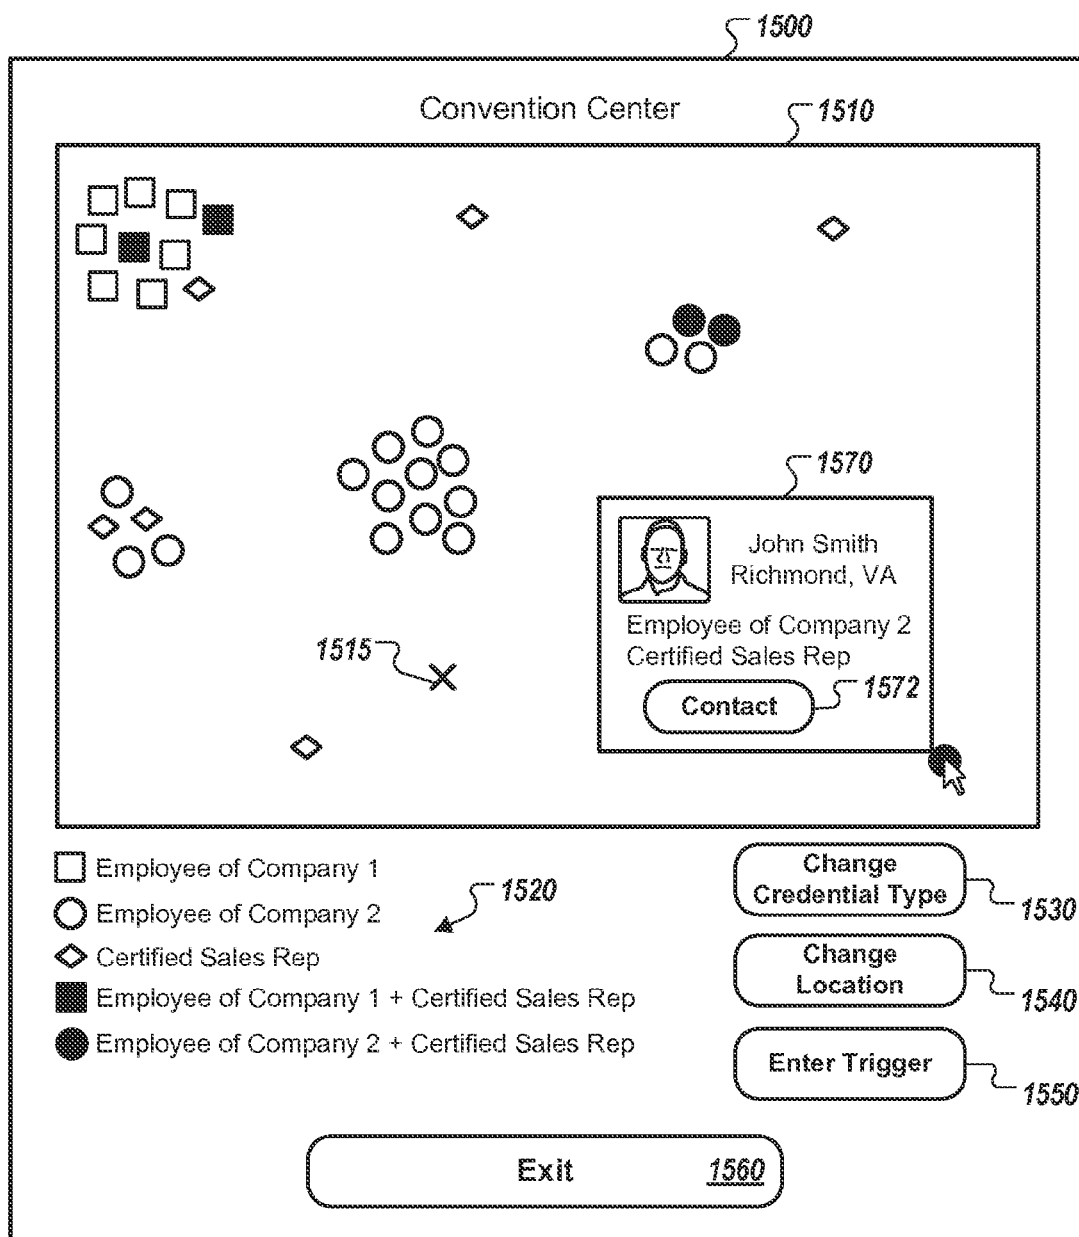 1500
Convention Center
1510
1570
John Smith
Richmond, VA
Employee of Company 2
Certified Sales Rep
1515
Contact
1572
Employee of Company 1
Employee of Company 2
Certified Sales Rep
Employee of Company 1 + Certified Sales Rep
Employee of Company 2 + Certified Sales Rep
1520
Change
Credential Type
1530
Change
Location
1540
Enter Trigger
1550
Exit 1560